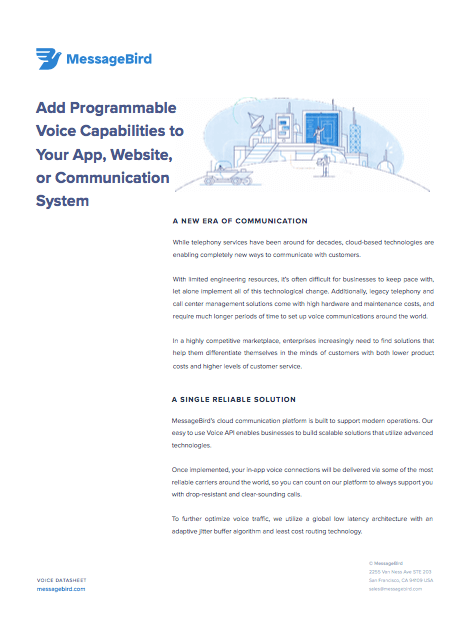 MessageBird
Add Programmable
Voice Capabilities to
Your App, Website,
or Communication
System
A NEW ERA OF COMMUNICATION
While telephony services have been around for decades, cloud-based technologies are
enabling completely new ways to communicate with customers.
With limited engineering resources, it's often difficult for businesses to keep pace with,
let alone implement all of this technological change. Additionally, legacy telephony and
call center management solutions come with high hardware and maintenance costs, and
require much longer periods of time to set up voice communications around the world.
In a highly competitive marketplace, enterprises increasingly need to find solutions that
help them differentiate themselves in the minds of customers with both lower product
costs and higher levels of customer service.
A SINGLE RELIABLE SOLUTION
MessageBird's cloud communication platform is built to support modern operations. Our
easy to use Voice API enables businesses to build scalable solutions that utilize advanced
technologies.
Once implemented, your in-app voice connections will be delivered via some of the most
reliable carriers around the world, so you can count on our platform to always support you
with drop-resistant and clear-sounding calls.
To further optimize voice traffic, we utilize a global low latency architecture with an
adaptive jitter buffer algorithm and least cost routing technology.
© MessageBird
Van Ness Ave STE 203
San Francisco, CA 94109 USA
sales@messagebird.com
VOICE DATASHEET
messagebird.com